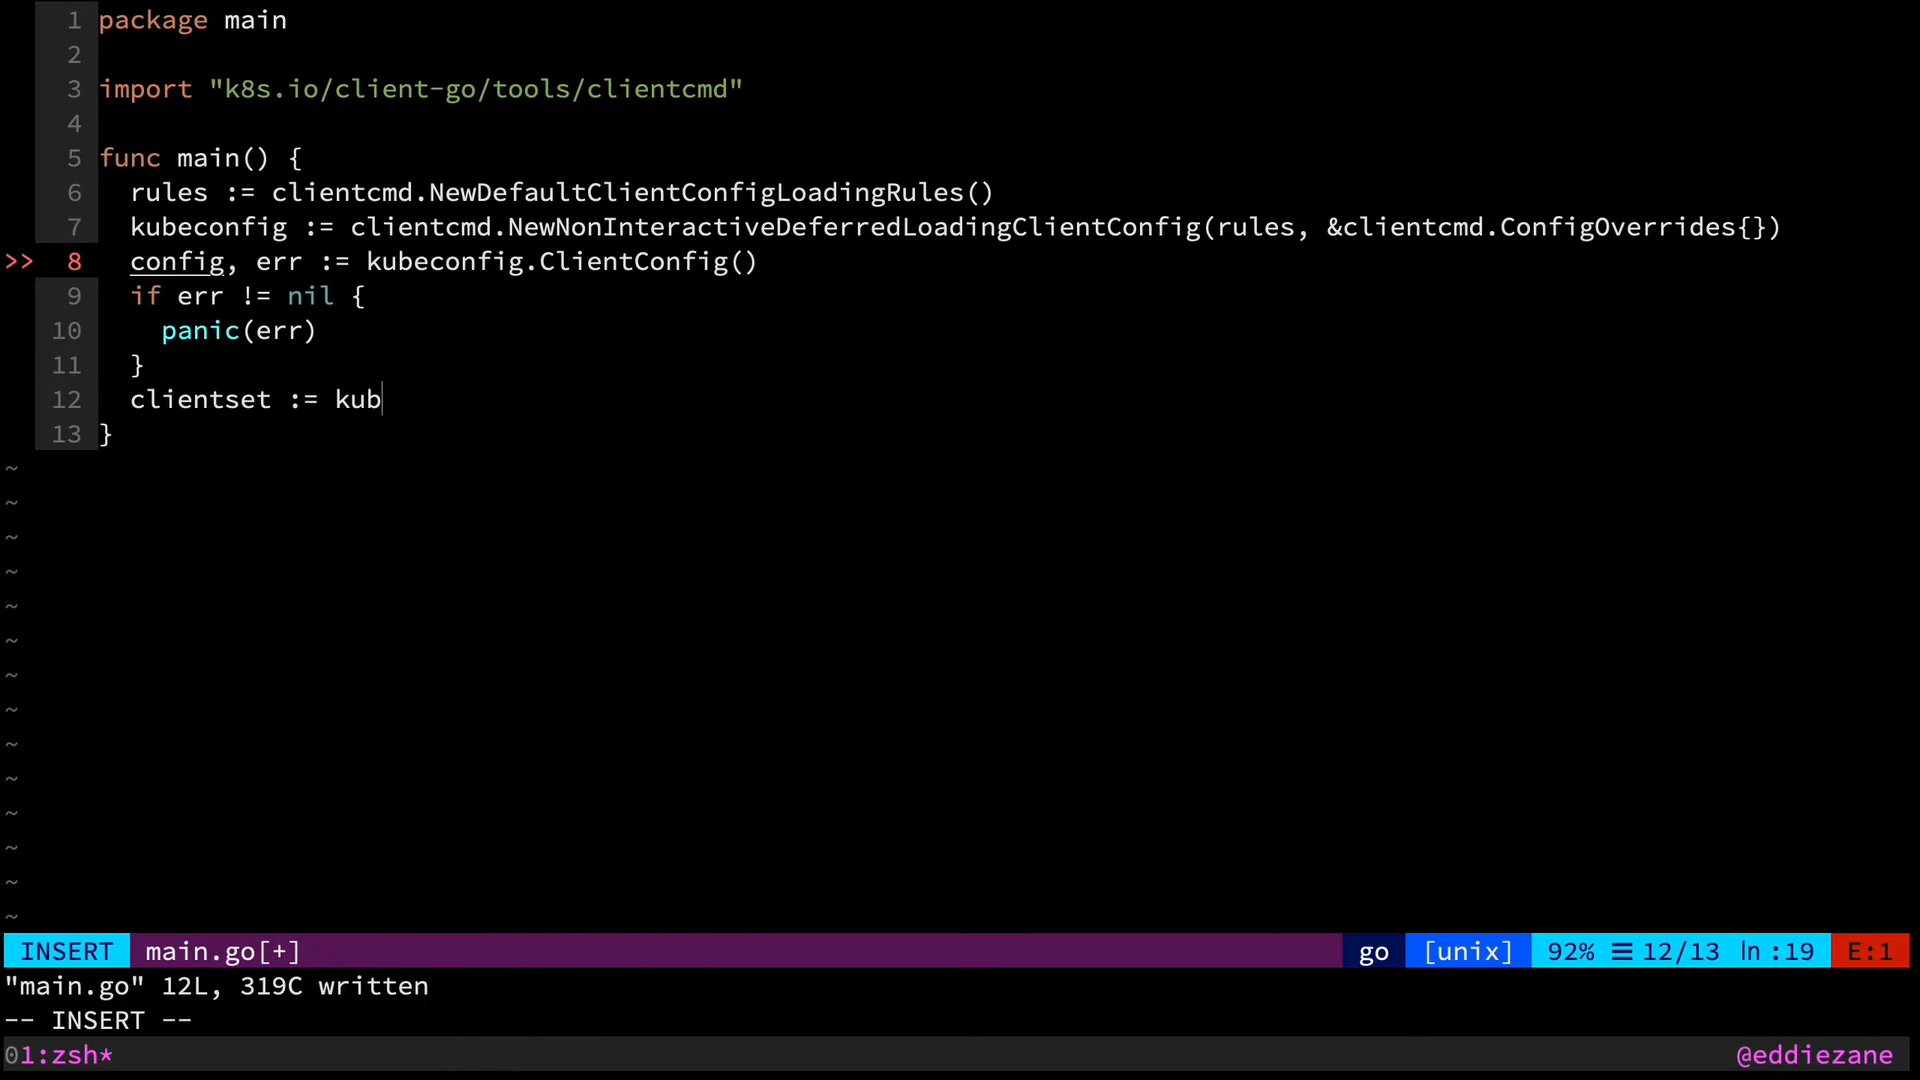 1 package main
2
3 import "k8s.io/client-go/tools/clientcmd"
4
5 func main() {
6   rules := clientcmd.NewDefaultClientConfigLoadingRules()
7   kubeconfig := clientcmd.NewNonInteractiveDeferredLoadingClientConfig(rules, &clientcmd.ConfigOverrides{})
>> 8   config, err := kubeconfig.ClientConfig()
9   if err != nil {
10     panic(err)
11   }
12   clientset := kub
13 }
~
~
~
~
~
~
~
~
~
~
~
~
~
~
INSERT main.go[+] go [unix] 92% ☰ 12/13 ln :19 E:1
"main.go" 12L, 319C written
-- INSERT --
01:zsh* @eddiezane